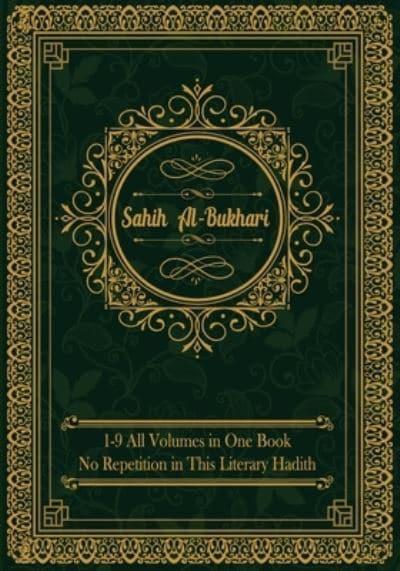 Sahih Al-Bukhari
1-9 All Volumes in One Book
No Repetition in This Literary Hadith